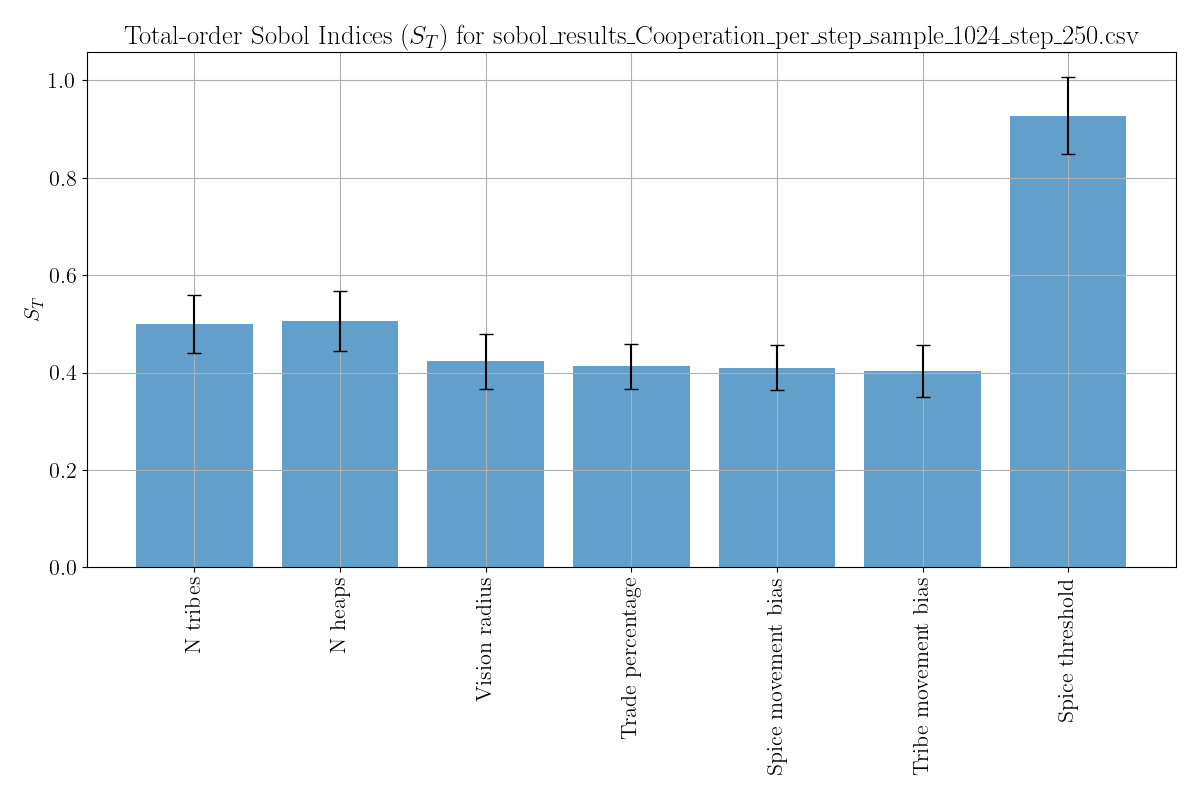 Total-order Sobol Indices (S_T) for sobol_results_Cooperation_per_step_sample_1024_step_250.csv
S_T
1.0
0.8
0.6
0.4
0.2
0.0
N tribes
N heaps
Vision radius
Trade percentage
Spice movement bias
Tribe movement bias
Spice threshold